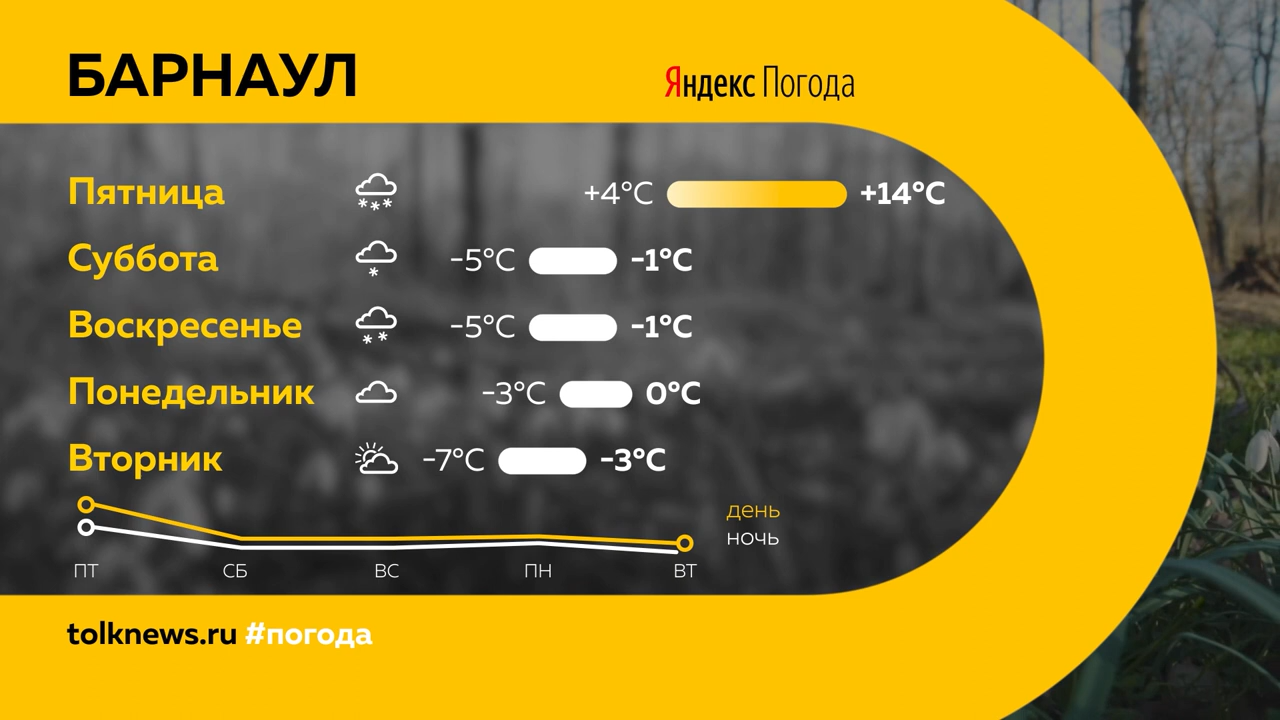 БАРНАУЛ
Яндекс Погода
Пятница +4°C +14°C
Суббота -5°C -1°C
Воскресенье -5°C -1°C
Понедельник -3°C 0°C
Вторник -7°C -3°C
день
ночь
ПТ СБ ВС ПН ВТ
tolknews.ru #погода